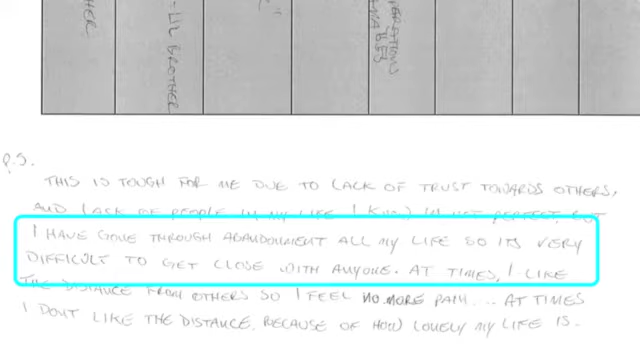 HER
- LIL BROTHER
P.S.
THIS IS TOUGH FOR ME DUE TO LACK OF TRUST TOWARDS OTHERS,
AND LACK OF PEOPLE IN MY LIFE I KNOW IM NOT PERFECT, BUT
I HAVE GONE THROUGH ABANDONMENT ALL MY LIFE SO ITS VERY
DIFFICULT TO GET CLOSE WITH ANYONE. AT TIMES, I LIKE
THE DISTANCE FROM OTHERS SO I FEEL NO MORE PAIN... AT TIMES
I DONT LIKE THE DISTANCE. BECAUSE OF HOW LONELY MY LIFE IS.